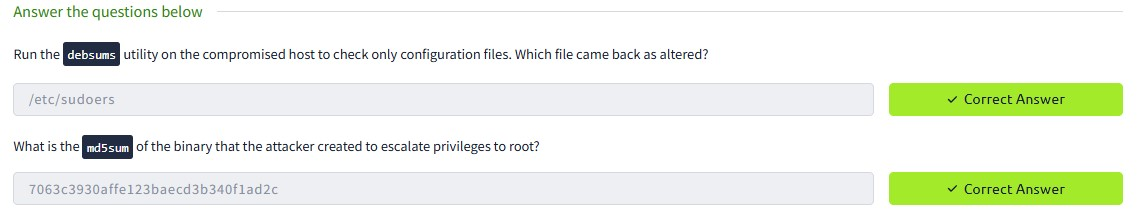 Answer the questions below
Run the debsums utility on the compromised host to check only configuration files. Which file came back as altered?
/etc/sudoers
✓ Correct Answer
What is the md5sum of the binary that the attacker created to escalate privileges to root?
7063c3930affe123baecd3b340f1ad2c
✓ Correct Answer